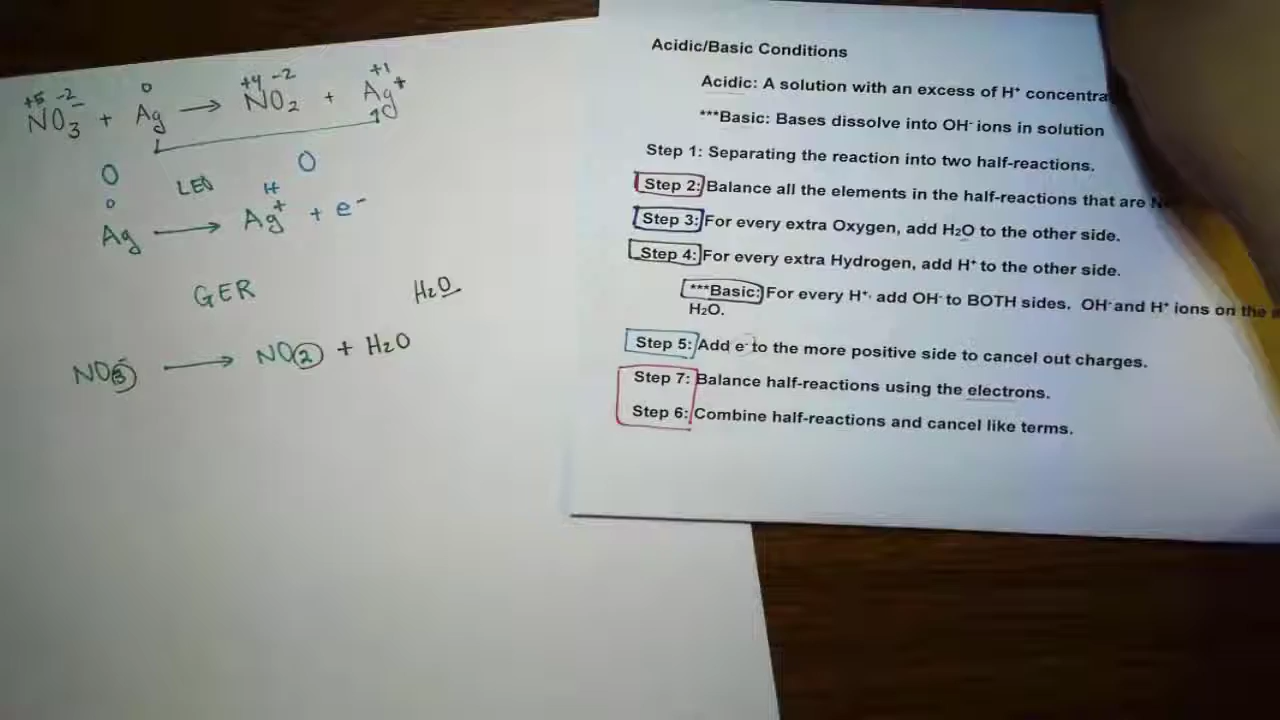 +5 -2 0 +4 -2 +1
NO3- + Ag → NO2 + Ag+
0 LEO 0
0 H
Ag → Ag+ + e-
GER H2O
NO3- → NO2 + H2O
Acidic/Basic Conditions
Acidic: A solution with an excess of H+
***Basic: Bases dissolve into OH- ions in solution
Step 1: Separating the reaction into two half-reactions.
Step 2: Balance all the elements in the half-reactions that are
Step 3: For every extra Oxygen, add H2O to the other side.
Step 4: For every extra Hydrogen, add H+ to the other side.
***Basic: For every H+, add OH- to BOTH sides. OH- and H+ ions on the
H2O.
Step 5: Add e- to the more positive side to cancel out charges.
Step 7: Balance half-reactions using the electrons.
Step 6: Combine half-reactions and cancel like terms.